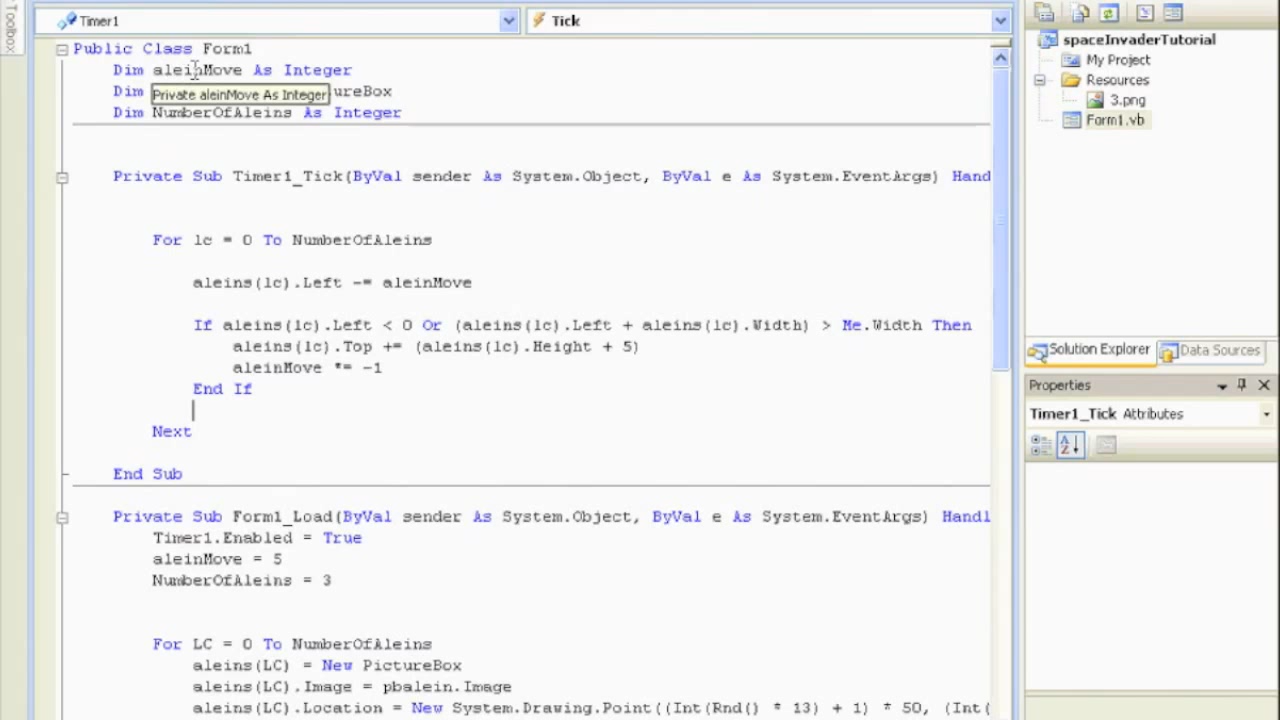 Toolbox
Timer1
Tick
Public Class Form1
Dim aleinMove As Integer
Private aleinMove As Integer
Dim ureBox
Dim NumberOfAleins As Integer
Private Sub Timer1_Tick(ByVal sender As System.Object, ByVal e As System.EventArgs) Hand
For lc = 0 To NumberOfAleins
aleins(lc).Left -= aleinMove
If aleins(lc).Left < 0 Or (aleins(lc).Left + aleins(lc).Width) > Me.Width Then
aleins(lc).Top += (aleins(lc).Height + 5)
aleinMove *= -1
End If
Next
End Sub
Private Sub Form1_Load(ByVal sender As System.Object, ByVal e As System.EventArgs) Handl
Timer1.Enabled = True
aleinMove = 5
NumberOfAleins = 3
For LC = 0 To NumberOfAleins
aleins(LC) = New PictureBox
aleins(LC).Image = pbalein.Image
aleins(LC).Location = New System.Drawing.Point((Int(Rnd() * 13) + 1) * 50, (Int(
spaceInvaderTutorial
My Project
Resources
3.png
Form1.vb
Solution Explorer
Data Sources
Properties
Timer1_Tick Attributes